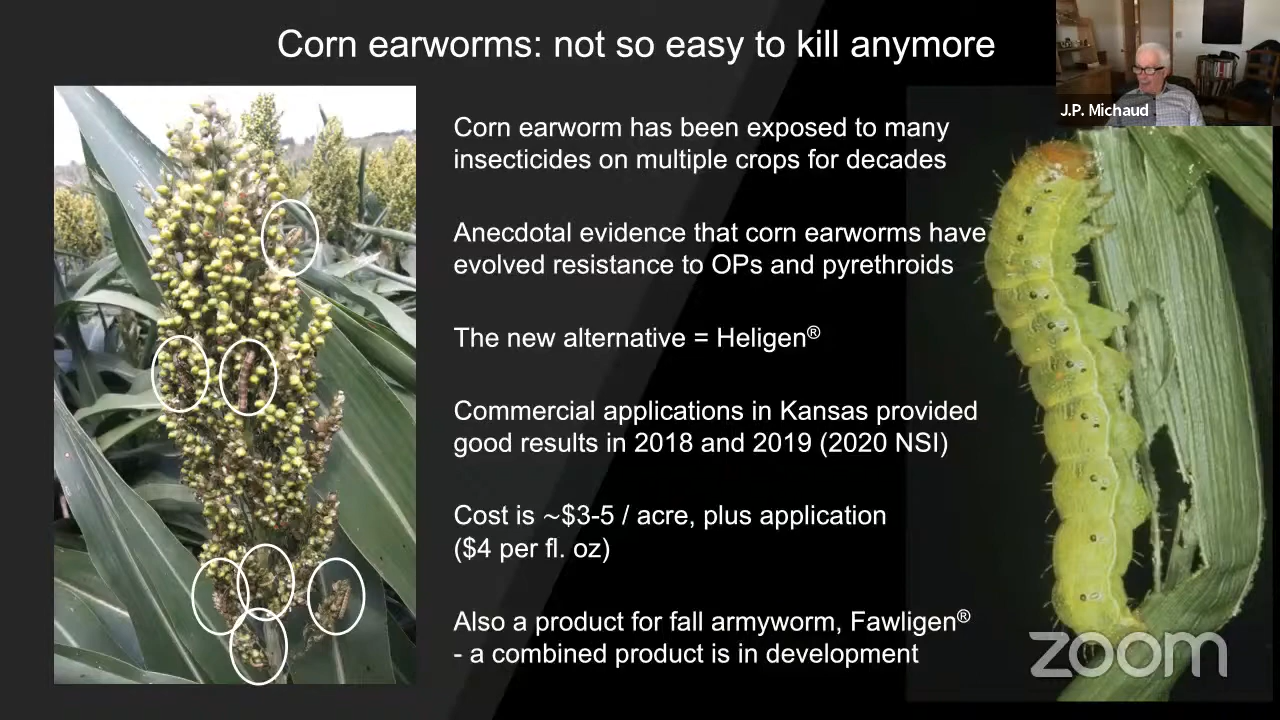 Corn earworms: not so easy to kill anymore
J.P. Michaud
Corn earworm has been exposed to many
insecticides on multiple crops for decades
Anecdotal evidence that corn earworms have
evolved resistance to OPs and pyrethroids
The new alternative = Heligen®
Commercial applications in Kansas provided
good results in 2018 and 2019 (2020 NSI)
Cost is ~$3-5 / acre, plus application
($4 per fl. oz)
Also a product for fall armyworm, Fawligen®
- a combined product is in development
zoom